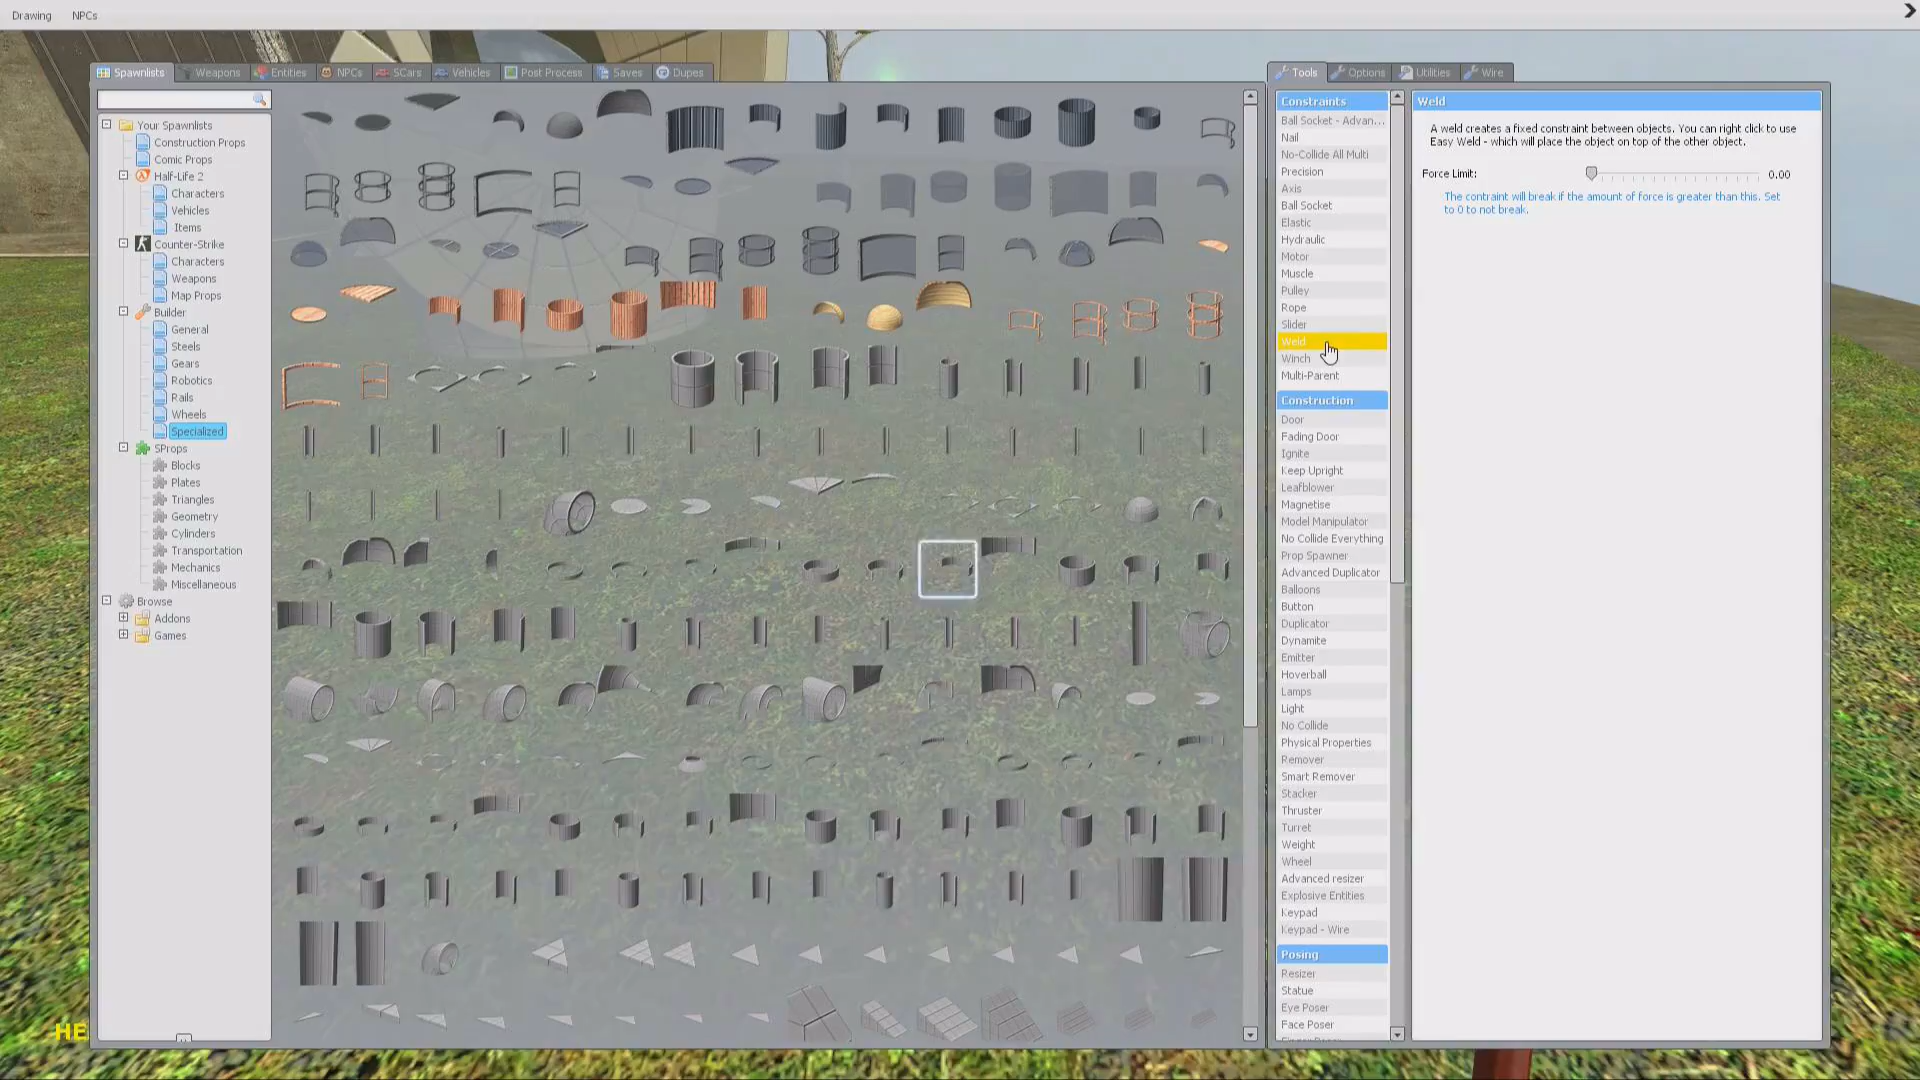 Drawing NPCs
Spawnlists Weapons Entities NPCs SCars Vehicles Post Process Saves Dupes
Your Spawnlists
Construction Props
Comic Props
Half-Life 2
Characters
Vehicles
Items
Counter-Strike
Characters
Weapons
Map Props
Builder
General
Steels
Gears
Robotics
Rails
Wheels
Specialized
SProps
Blocks
Plates
Triangles
Geometry
Cylinders
Transportation
Mechanics
Miscellaneous
Browse
Addons
Games
HE
Tools Options Utilities Wire
Constraints
Ball Socket - Advan...
Nail
No-Collide All Multi
Precision
Axis
Ball Socket
Elastic
Hydraulic
Motor
Muscle
Pulley
Rope
Slider
Weld
Winch
Multi-Parent
Construction
Door
Fading Door
Ignite
Keep Upright
Leafblower
Magnetise
Model Manipulator
No Collide Everything
Prop Spawner
Advanced Duplicator
Balloons
Button
Duplicator
Dynamite
Emitter
Hoverball
Lamps
Light
No Collide
Physical Properties
Remover
Smart Remover
Stacker
Thruster
Turret
Weight
Wheel
Advanced resizer
Explosive Entities
Keypad
Keypad - Wire
Posing
Resizer
Statue
Eye Poser
Face Poser
Weld
A weld creates a fixed constraint between objects. You can right click to use
Easy Weld - which will place the object on top of the other object.
Force Limit: 0.00
The contraint will break if the amount of force is greater than this. Set
to 0 to not break.